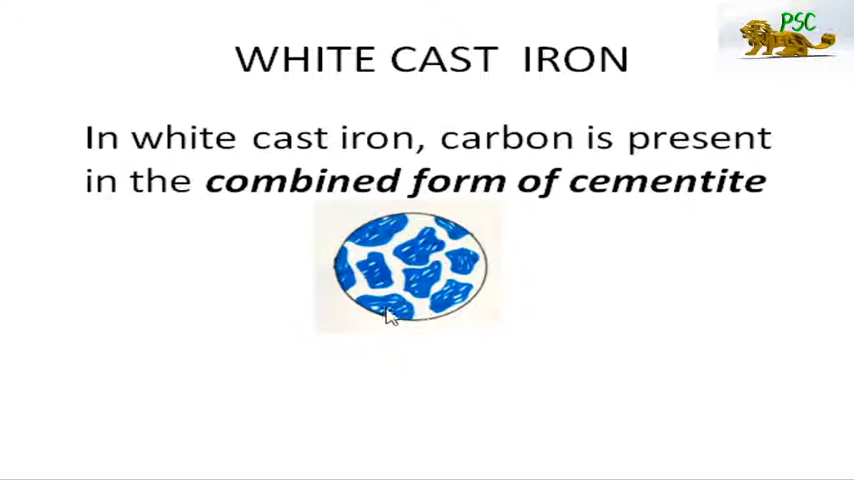 PSC
WHITE CAST IRON
In white cast iron, carbon is present
in the combined form of cementite